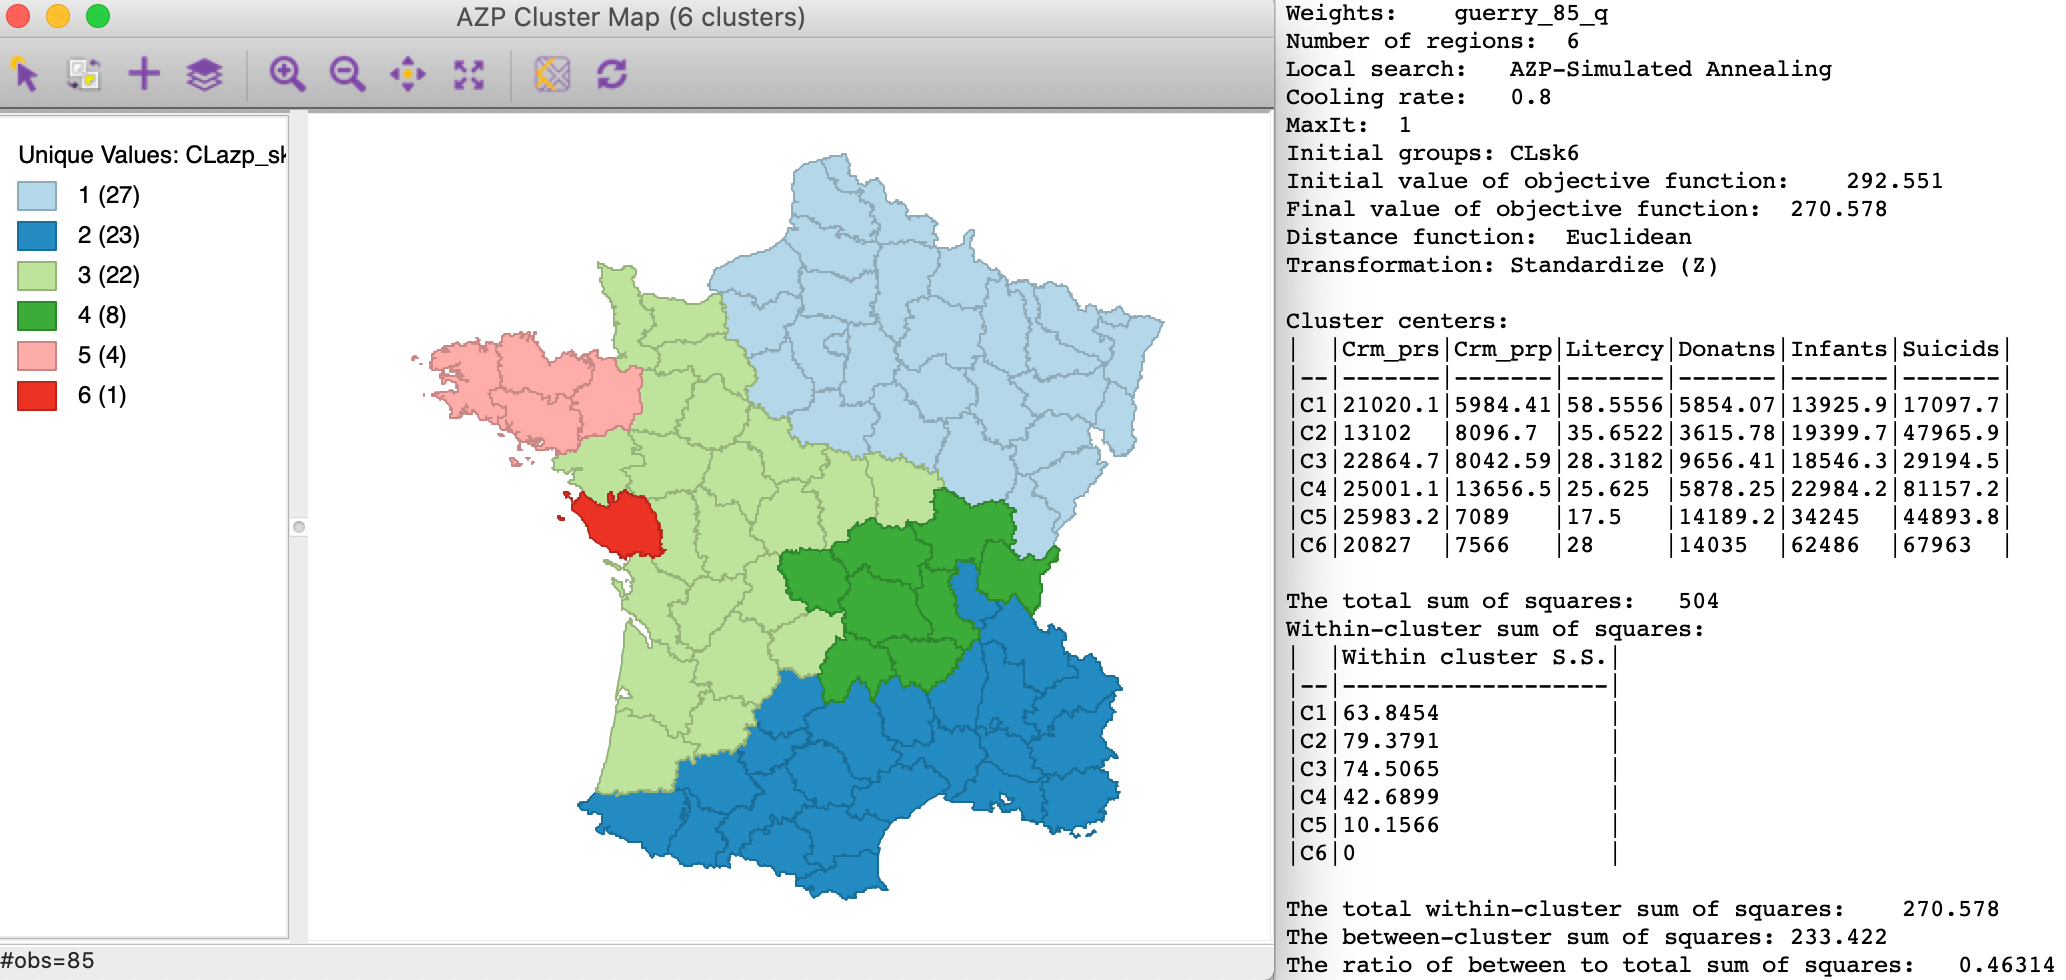 AZP Cluster Map (6 clusters)
Unique Values: CLazp_sk
1 (27)
2 (23)
3 (22)
4 (8)
5 (4)
6 (1)
#obs=85
Weights: guerry_85_q
Number of regions: 6
Local search: AZP-Simulated Annealing
Cooling rate: 0.8
MaxIt: 1
Initial groups: CLsk6
Initial value of objective function: 292.551
Final value of objective function: 270.578
Distance function: Euclidean
Transformation: Standardize (Z)
Cluster centers:
| |Crm_prs|Crm_prp|Litercy|Donatns|Infants|Suicids|
|--|-------|-------|-------|-------|-------|-------|
|C1|21020.1|5984.41|58.5556|5854.07|13925.9|17097.7|
|C2|13102 |8096.7 |35.6522|3615.78|19399.7|47965.9|
|C3|22864.7|8042.59|28.3182|9656.41|18546.3|29194.5|
|C4|25001.1|13656.5|25.625 |5878.25|22984.2|81157.2|
|C5|25983.2|7089 |17.5 |14189.2|34245 |44893.8|
|C6|20827 |7566 |28 |14035 |62486 |67963 |
The total sum of squares: 504
Within-cluster sum of squares:
| |Within cluster S.S.|
|--|-------------------|
|C1|63.8454 |
|C2|79.3791 |
|C3|74.5065 |
|C4|42.6899 |
|C5|10.1566 |
|C6|0 |
The total within-cluster sum of squares: 270.578
The between-cluster sum of squares: 233.422
The ratio of between to total sum of squares: 0.46314